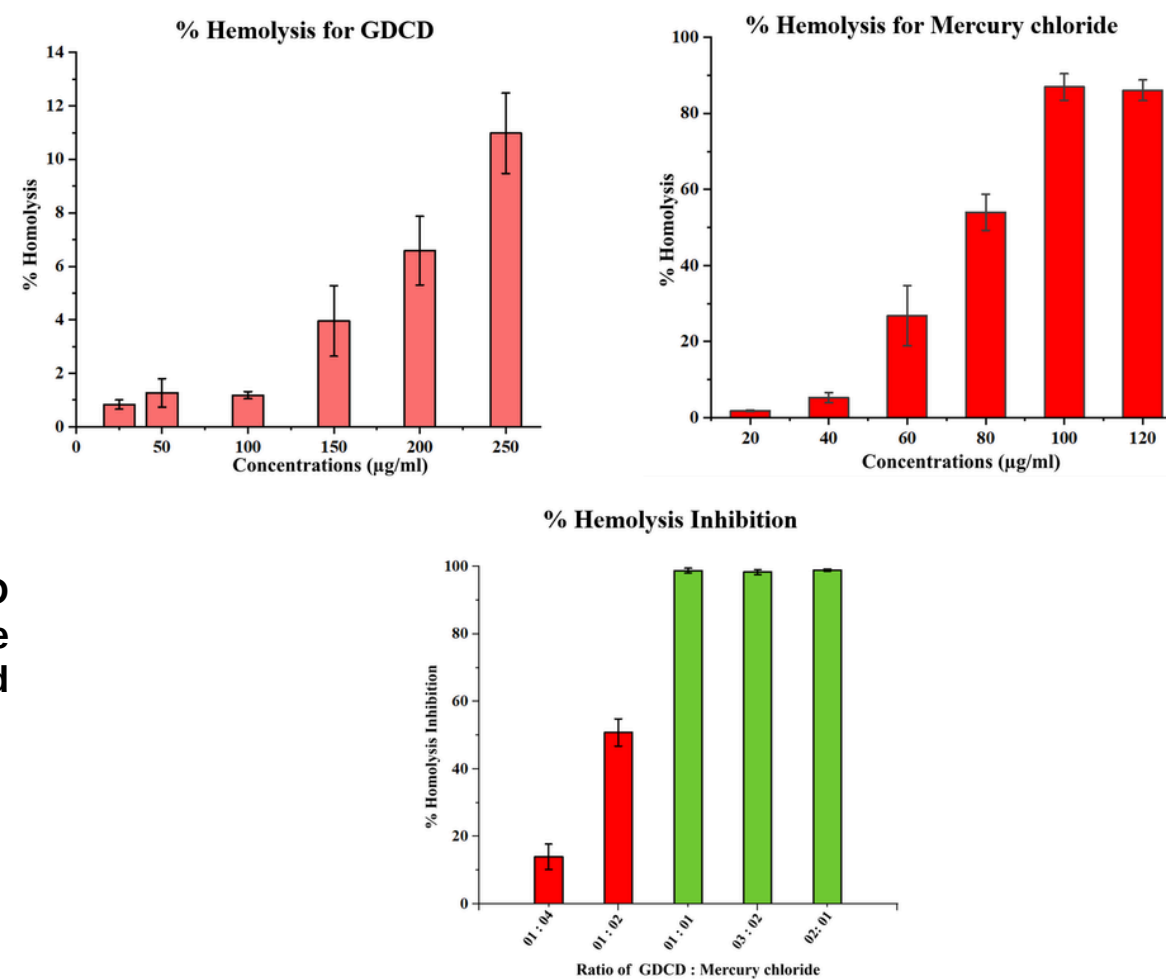 % Hemolysis for GDCD
14
12
10
8
6
4
2
0
% Homolysis
0 50 100 150 200 250
Concentrations (µg/ml)
% Hemolysis for Mercury chloride
100
80
60
40
20
0
% Homolysis
20 40 60 80 100 120
Concentrations (µg/ml)
e
d
% Hemolysis Inhibition
100
80
60
40
20
0
% Homolysis Inhibition
01 : 04 01 : 02 01 : 01 03 : 02 02: 01
Ratio of GDCD : Mercury chloride